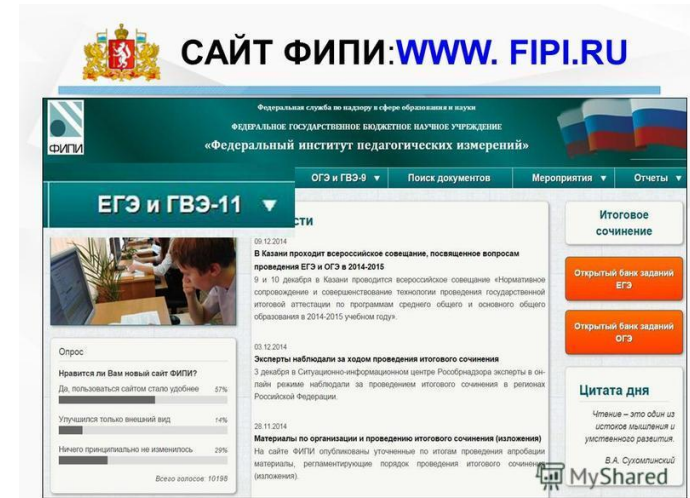 САЙТ ФИПИ:WWW. FIPI.RU
Федеральная служба по надзору в сфере образования и науки
ФЕДЕРАЛЬНОЕ ГОСУДАРСТВЕННОЕ БЮДЖЕТНОЕ НАУЧНОЕ УЧРЕЖДЕНИЕ
«Федеральный институт педагогических измерений»
ФИПИ
ЕГЭ и ГВЭ-11
ОГЭ и ГВЭ-9
Поиск документов
Мероприятия
Отчеты
сти
09.12.2014
В Казани проходит всероссийское совещание, посвященное вопросам
проведения ЕГЭ и ОГЭ в 2014-2015
9 и 10 декабря в Казани проводится всероссийское совещание «Нормативное
сопровождение и совершенствование технологии проведения государственной
итоговой аттестации по программам среднего общего и основного общего
образования в 2014-2015 учебном году».
03.12.2014
Эксперты наблюдали за ходом проведения итогового сочинения
3 декабря в Ситуационно-информационном центре Рособрнадзора эксперты в он-
лайн режиме наблюдали за проведением итогового сочинения в регионах
Российской Федерации.
28.11.2014
Материалы по организации и проведению итогового сочинения (изложения)
На сайте ФИПИ опубликованы уточненные по итогам проведения апробации
материалы, регламентирующие порядок проведения итогового сочинения
(изложения).
Опрос
Нравится ли Вам новый сайт ФИПИ?
Да, пользоваться сайтом стало удобнее 57%
Улучшился только внешний вид 14%
Ничего принципиально не изменилось 29%
Всего голосов: 10198
Итоговое
сочинение
Открытый банк заданий
ЕГЭ
Открытый банк заданий
ОГЭ
Цитата дня
Чтение – это один из
истоков мышления и
умственного развития.
В.А. Сухомлинский
MyShared